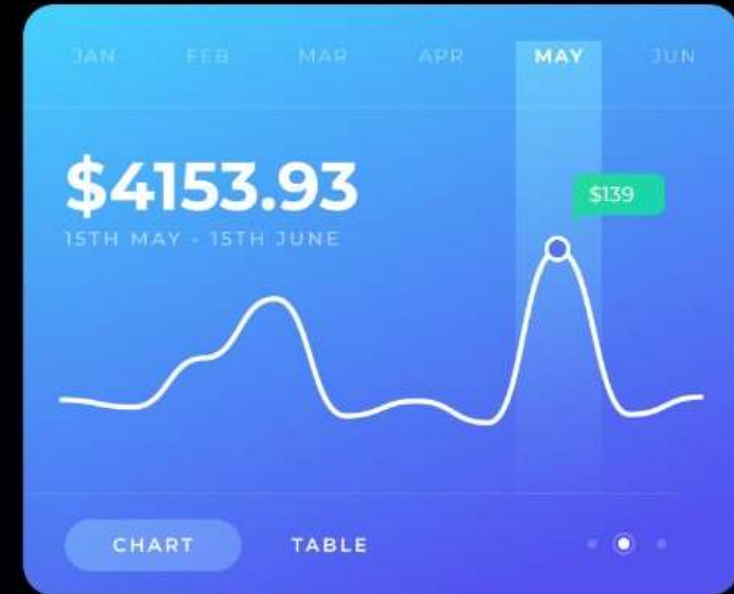 JAN FEB MAR APR MAY JUN
$4153.93
$139
15TH MAY - 15TH JUNE
CHART TABLE